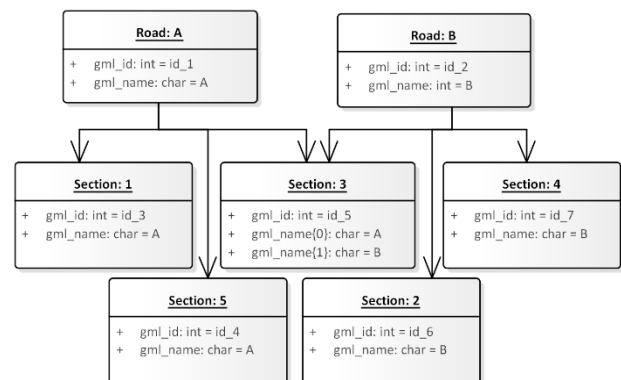 Road: A
+ gml_id: int = id_1
+ gml_name: char = A
Road: B
+ gml_id: int = id_2
+ gml_name: int = B
Section: 1
+ gml_id: int = id_3
+ gml_name: char = A
Section: 3
+ gml_id: int = id_5
+ gml_name{0}: char = A
+ gml_name{1}: char = B
Section: 4
+ gml_id: int = id_7
+ gml_name: char = B
Section: 5
+ gml_id: int = id_4
+ gml_name: char = A
Section: 2
+ gml_id: int = id_6
+ gml_name: char = B